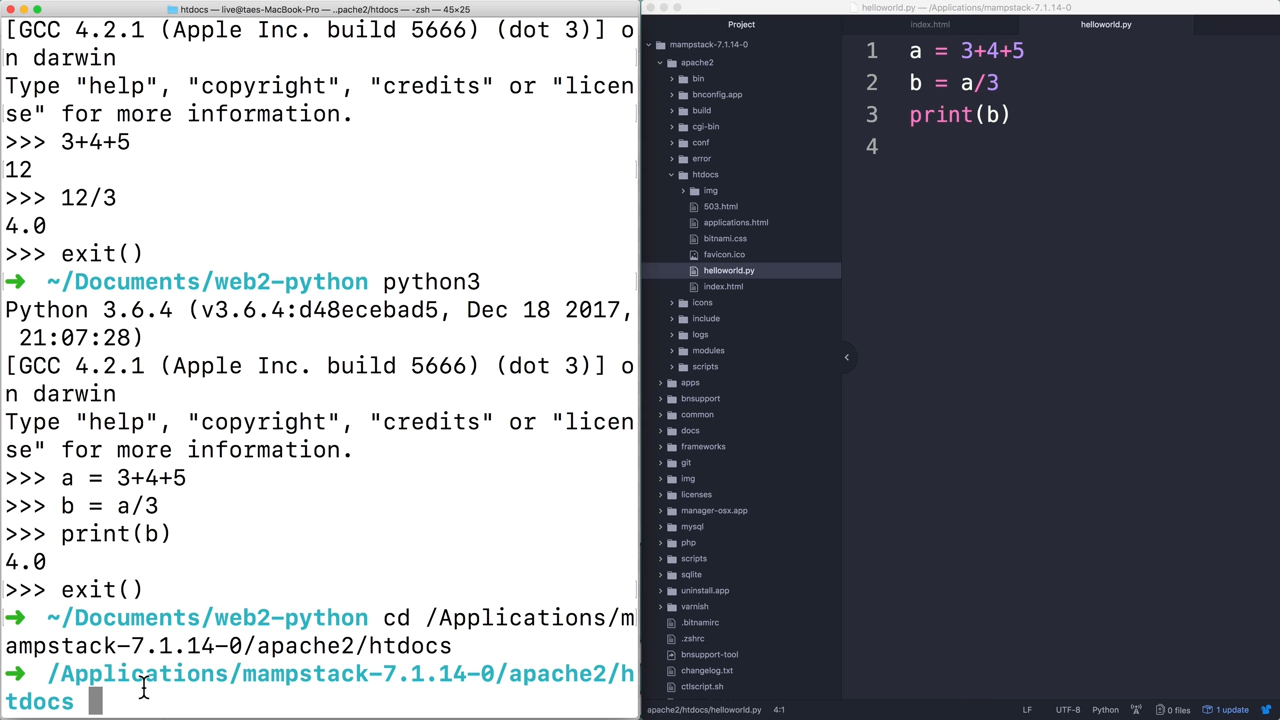 htdocs — live@taes-MacBook-Pro — ..pache2/htdocs — -zsh — 45×25
[GCC 4.2.1 (Apple Inc. build 5666) (dot 3)] o
n darwin
Type "help", "copyright", "credits" or "licen
se" for more information.
>>> 3+4+5
12
>>> 12/3
4.0
>>> exit()
➜ ~/Documents/web2-python python3
Python 3.6.4 (v3.6.4:d48ecebad5, Dec 18 2017,
21:07:28)
[GCC 4.2.1 (Apple Inc. build 5666) (dot 3)] o
n darwin
Type "help", "copyright", "credits" or "licen
se" for more information.
>>> a = 3+4+5
>>> b = a/3
>>> print(b)
4.0
>>> exit()
➜ ~/Documents/web2-python cd /Applications/m
ampstack-7.1.14-0/apache2/htdocs
➜ /Applications/mampstack-7.1.14-0/apache2/h
tdocs
helloworld.py — /Applications/mampstack-7.1.14-0
Project
mampstack-7.1.14-0
apache2
bin
bnconfig.app
build
cgi-bin
conf
error
htdocs
img
503.html
applications.html
bitnami.css
favicon.ico
helloworld.py
index.html
icons
include
logs
modules
scripts
apps
bnsupport
common
docs
frameworks
git
img
licenses
manager-osx.app
mysql
php
scripts
sqlite
uninstall.app
varnish
.bitnamirc
.zshrc
bnsupport-tool
changelog.txt
ctlscript.sh
index.html
helloworld.py
1 a = 3+4+5
2 b = a/3
3 print(b)
4
apache2/htdocs/helloworld.py 4:1
LF UTF-8 Python 0 files 1 update